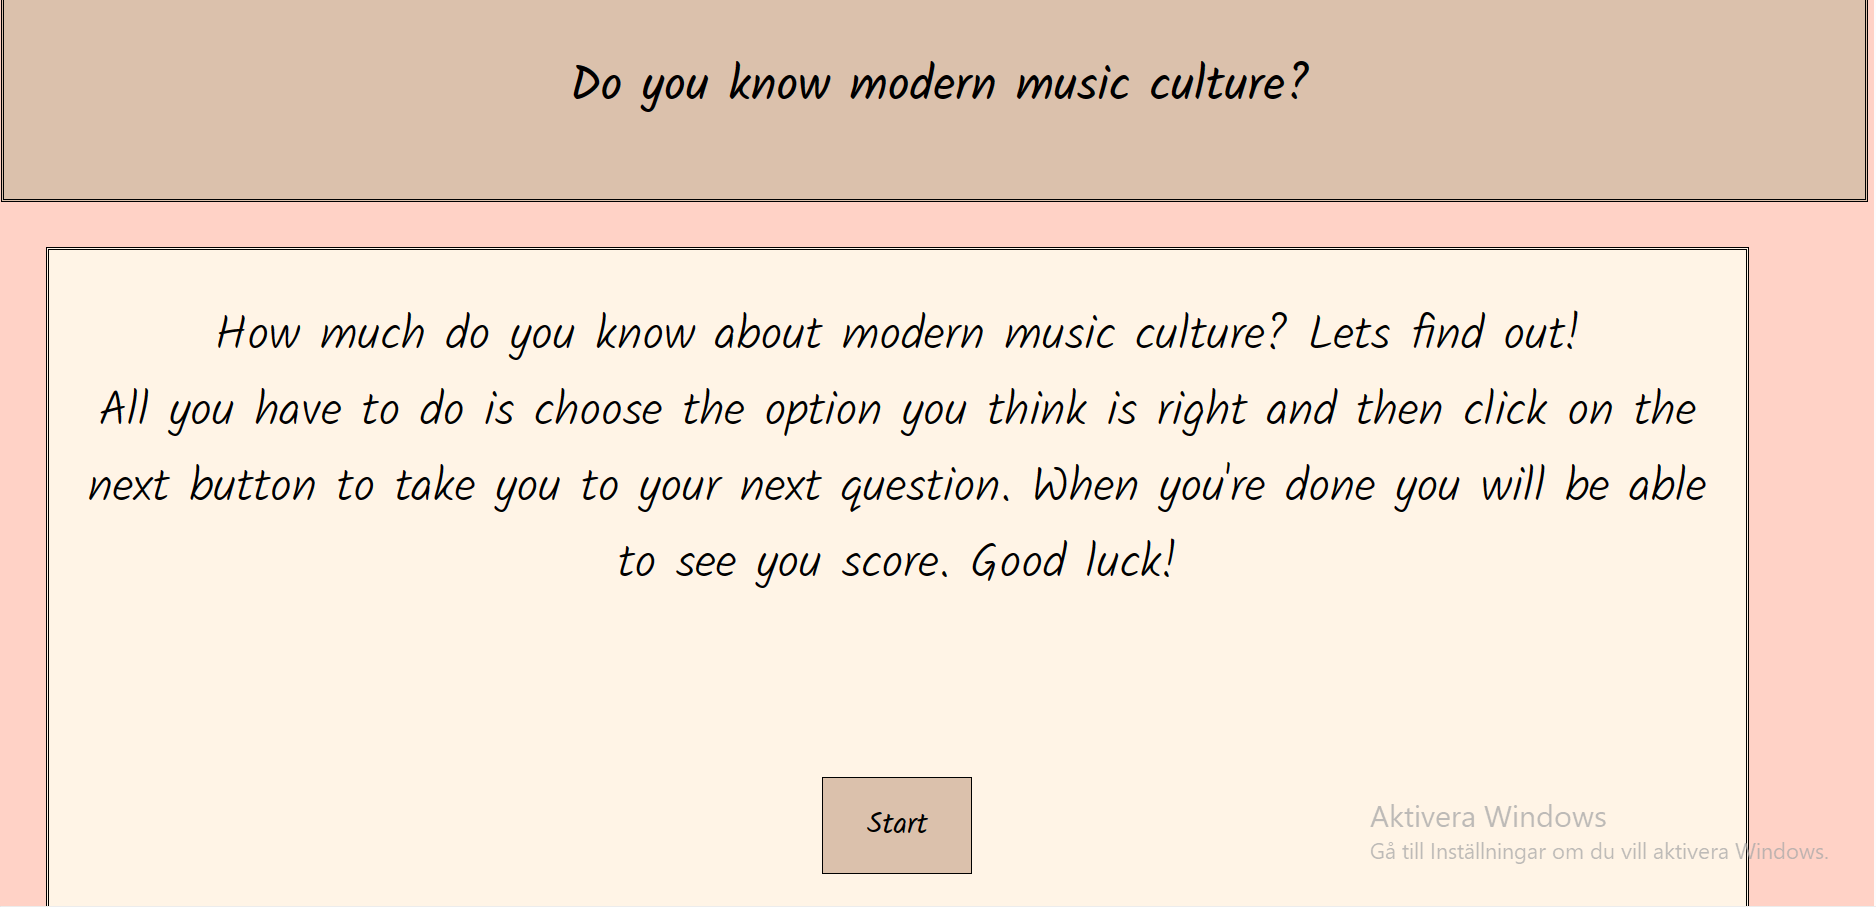 Do you know modern music culture?
How much do you know about modern music culture? Lets find out!
All you have to do is choose the option you think is right and then click on the
next button to take you to your next question. When you're done you will be able
to see you score. Good luck!
Start
Aktivera Windows
Gå till Inställningar om du vill aktivera Windows.